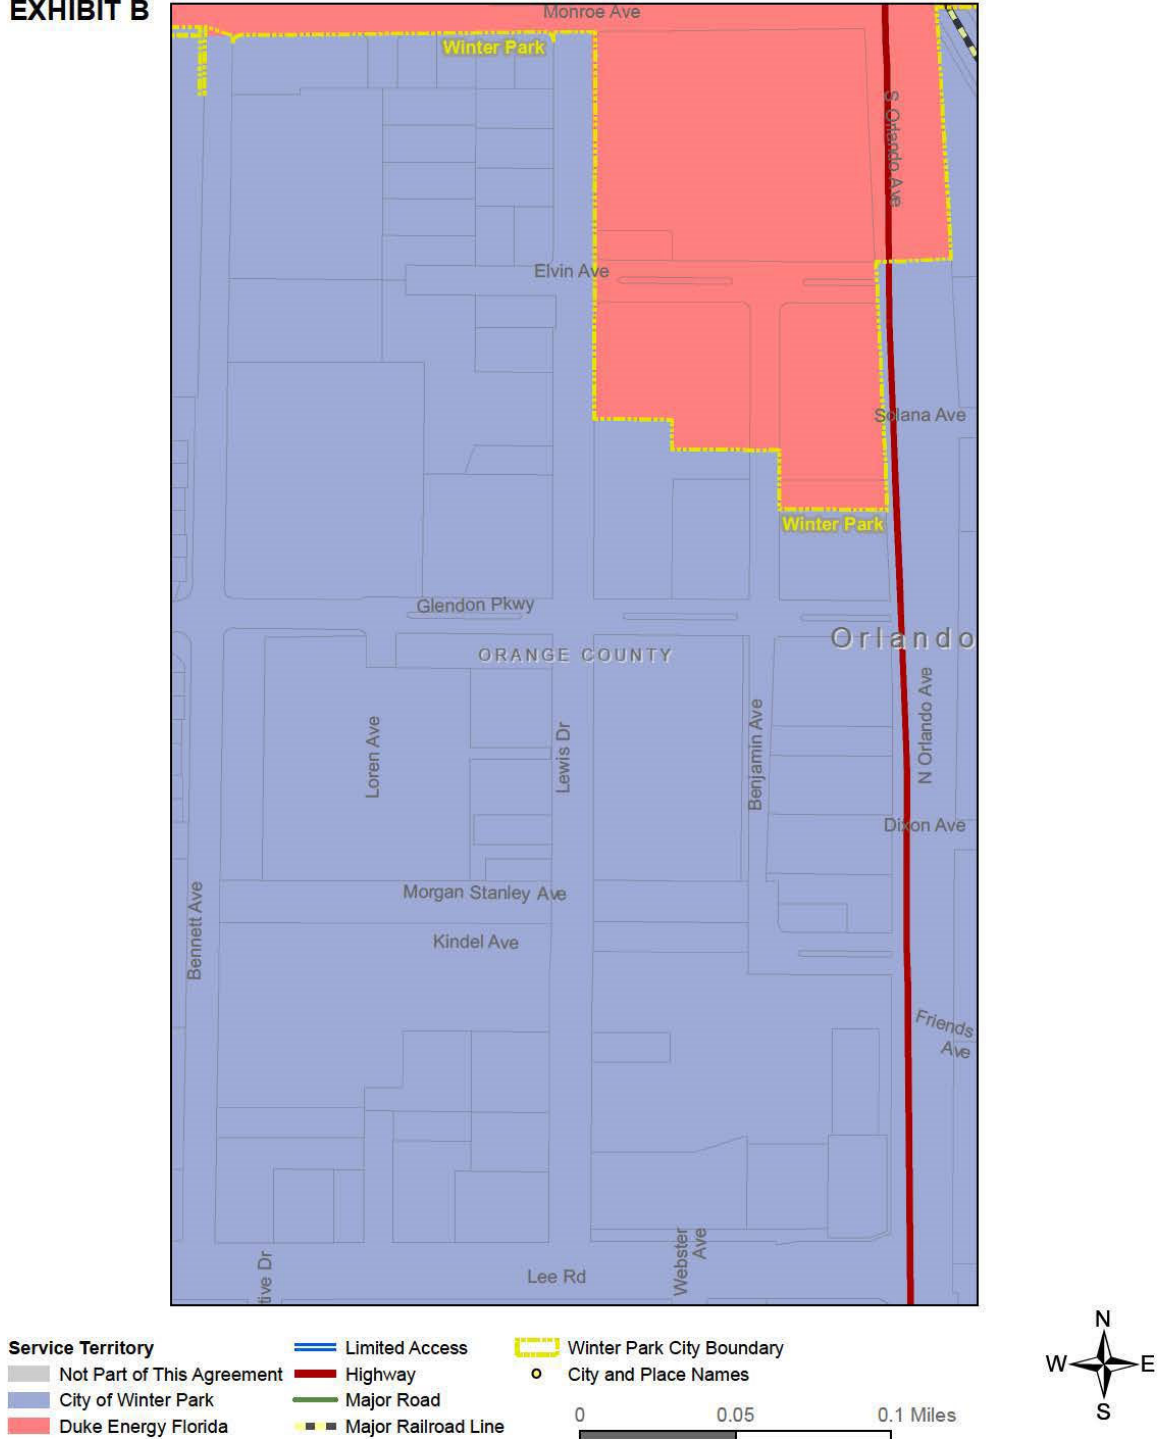 EXHIBIT B
Monroe Ave
Winter Park
S Orlando Ave
Elvin Ave
Solana Ave
Winter Park
Glendon Pkwy
Orlando
ORANGE COUNTY
Loren Ave
Lewis Dr
Benjamin Ave
N Orlando Ave
Dixon Ave
Morgan Stanley Ave
Bennett Ave
Kindel Ave
Friends
Ave
Webster
Ave
tive Dr
Lee Rd
Service Territory
Not Part of This Agreement
City of Winter Park
Duke Energy Florida
Limited Access
Highway
Major Road
Major Railroad Line
Winter Park City Boundary
City and Place Names
0 0.05 0.1 Miles
N
W E
S